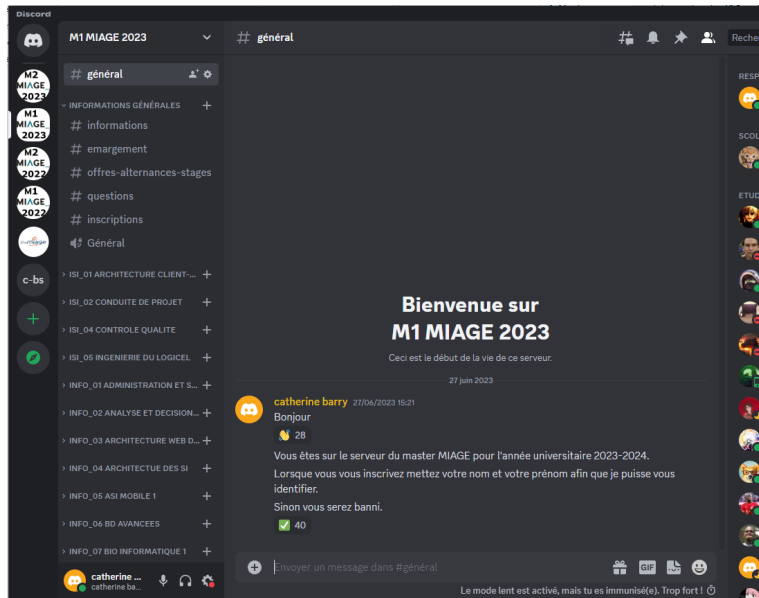 Discord
M1 MIAGE 2023
# général
Recher
M2
MIAGE
2023
M1
MIAGE
2023
M2
MIAGE
2022
M1
MIAGE
2022
c-bs
# général
INFORMATIONS GÉNÉRALES
# informations
# emargement
# offres-alternances-stages
# questions
# inscriptions
Général
ISI_01 ARCHITECTURE CLIENT-...
ISI_02 CONDUITE DE PROJET
ISI_04 CONTROLE QUALITE
ISI_05 INGENIERIE DU LOGICEL
INFO_01 ADMINISTRATION ET S...
INFO_02 ANALYSE ET DECISION...
INFO_03 ARCHITECTURE WEB D...
INFO_04 ARCHITECTUE DES SI
INFO_05 ASI MOBILE 1
INFO_06 BD AVANCEES
INFO_07 BIO INFORMATIQUE 1
catherine ...
catherine ba...
Bienvenue sur
M1 MIAGE 2023
Ceci est le début de la vie de ce serveur.
27 juin 2023
catherine barry 27/06/2023 15:21
Bonjour
28
Vous êtes sur le serveur du master MIAGE pour l'année universitaire 2023-2024.
Lorsque vous vous inscrivez mettez votre nom et votre prénom afin que je puisse vous
identifier.
Sinon vous serez banni.
40
Envoyer un message dans #général
GIF
Le mode lent est activé, mais tu es immunisé(e). Trop fort !
RESP
SCOL
ETUD